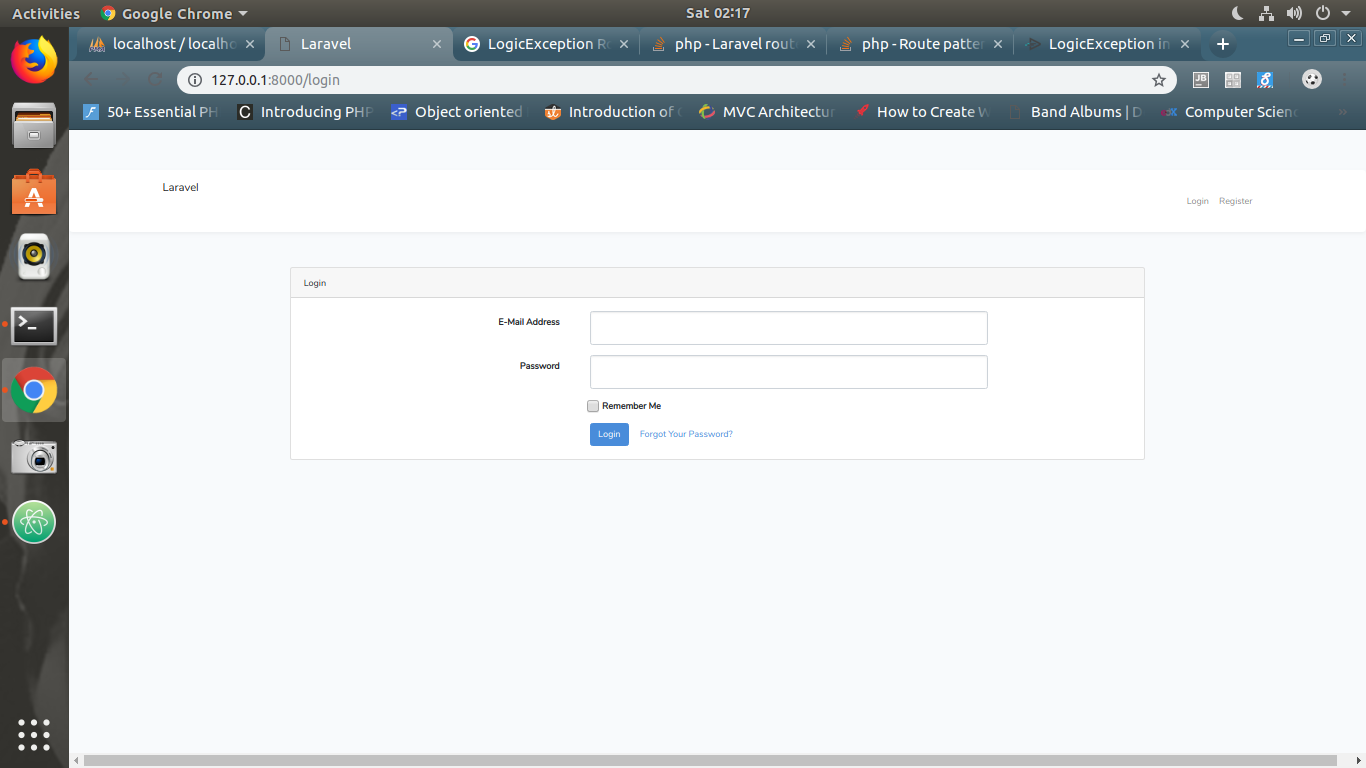 Activities Google Chrome Sat 02:17
localhost / localho Laravel LogicException Ro php - Laravel rout php - Route patter LogicException in
127.0.0.1:8000/login
50+ Essential PH Introducing PHP Object oriented Introduction of MVC Architectur How to Create W Band Albums | D Computer Scienc
Laravel
Login Register
Login
E-Mail Address
Password
Remember Me
Login Forgot Your Password?